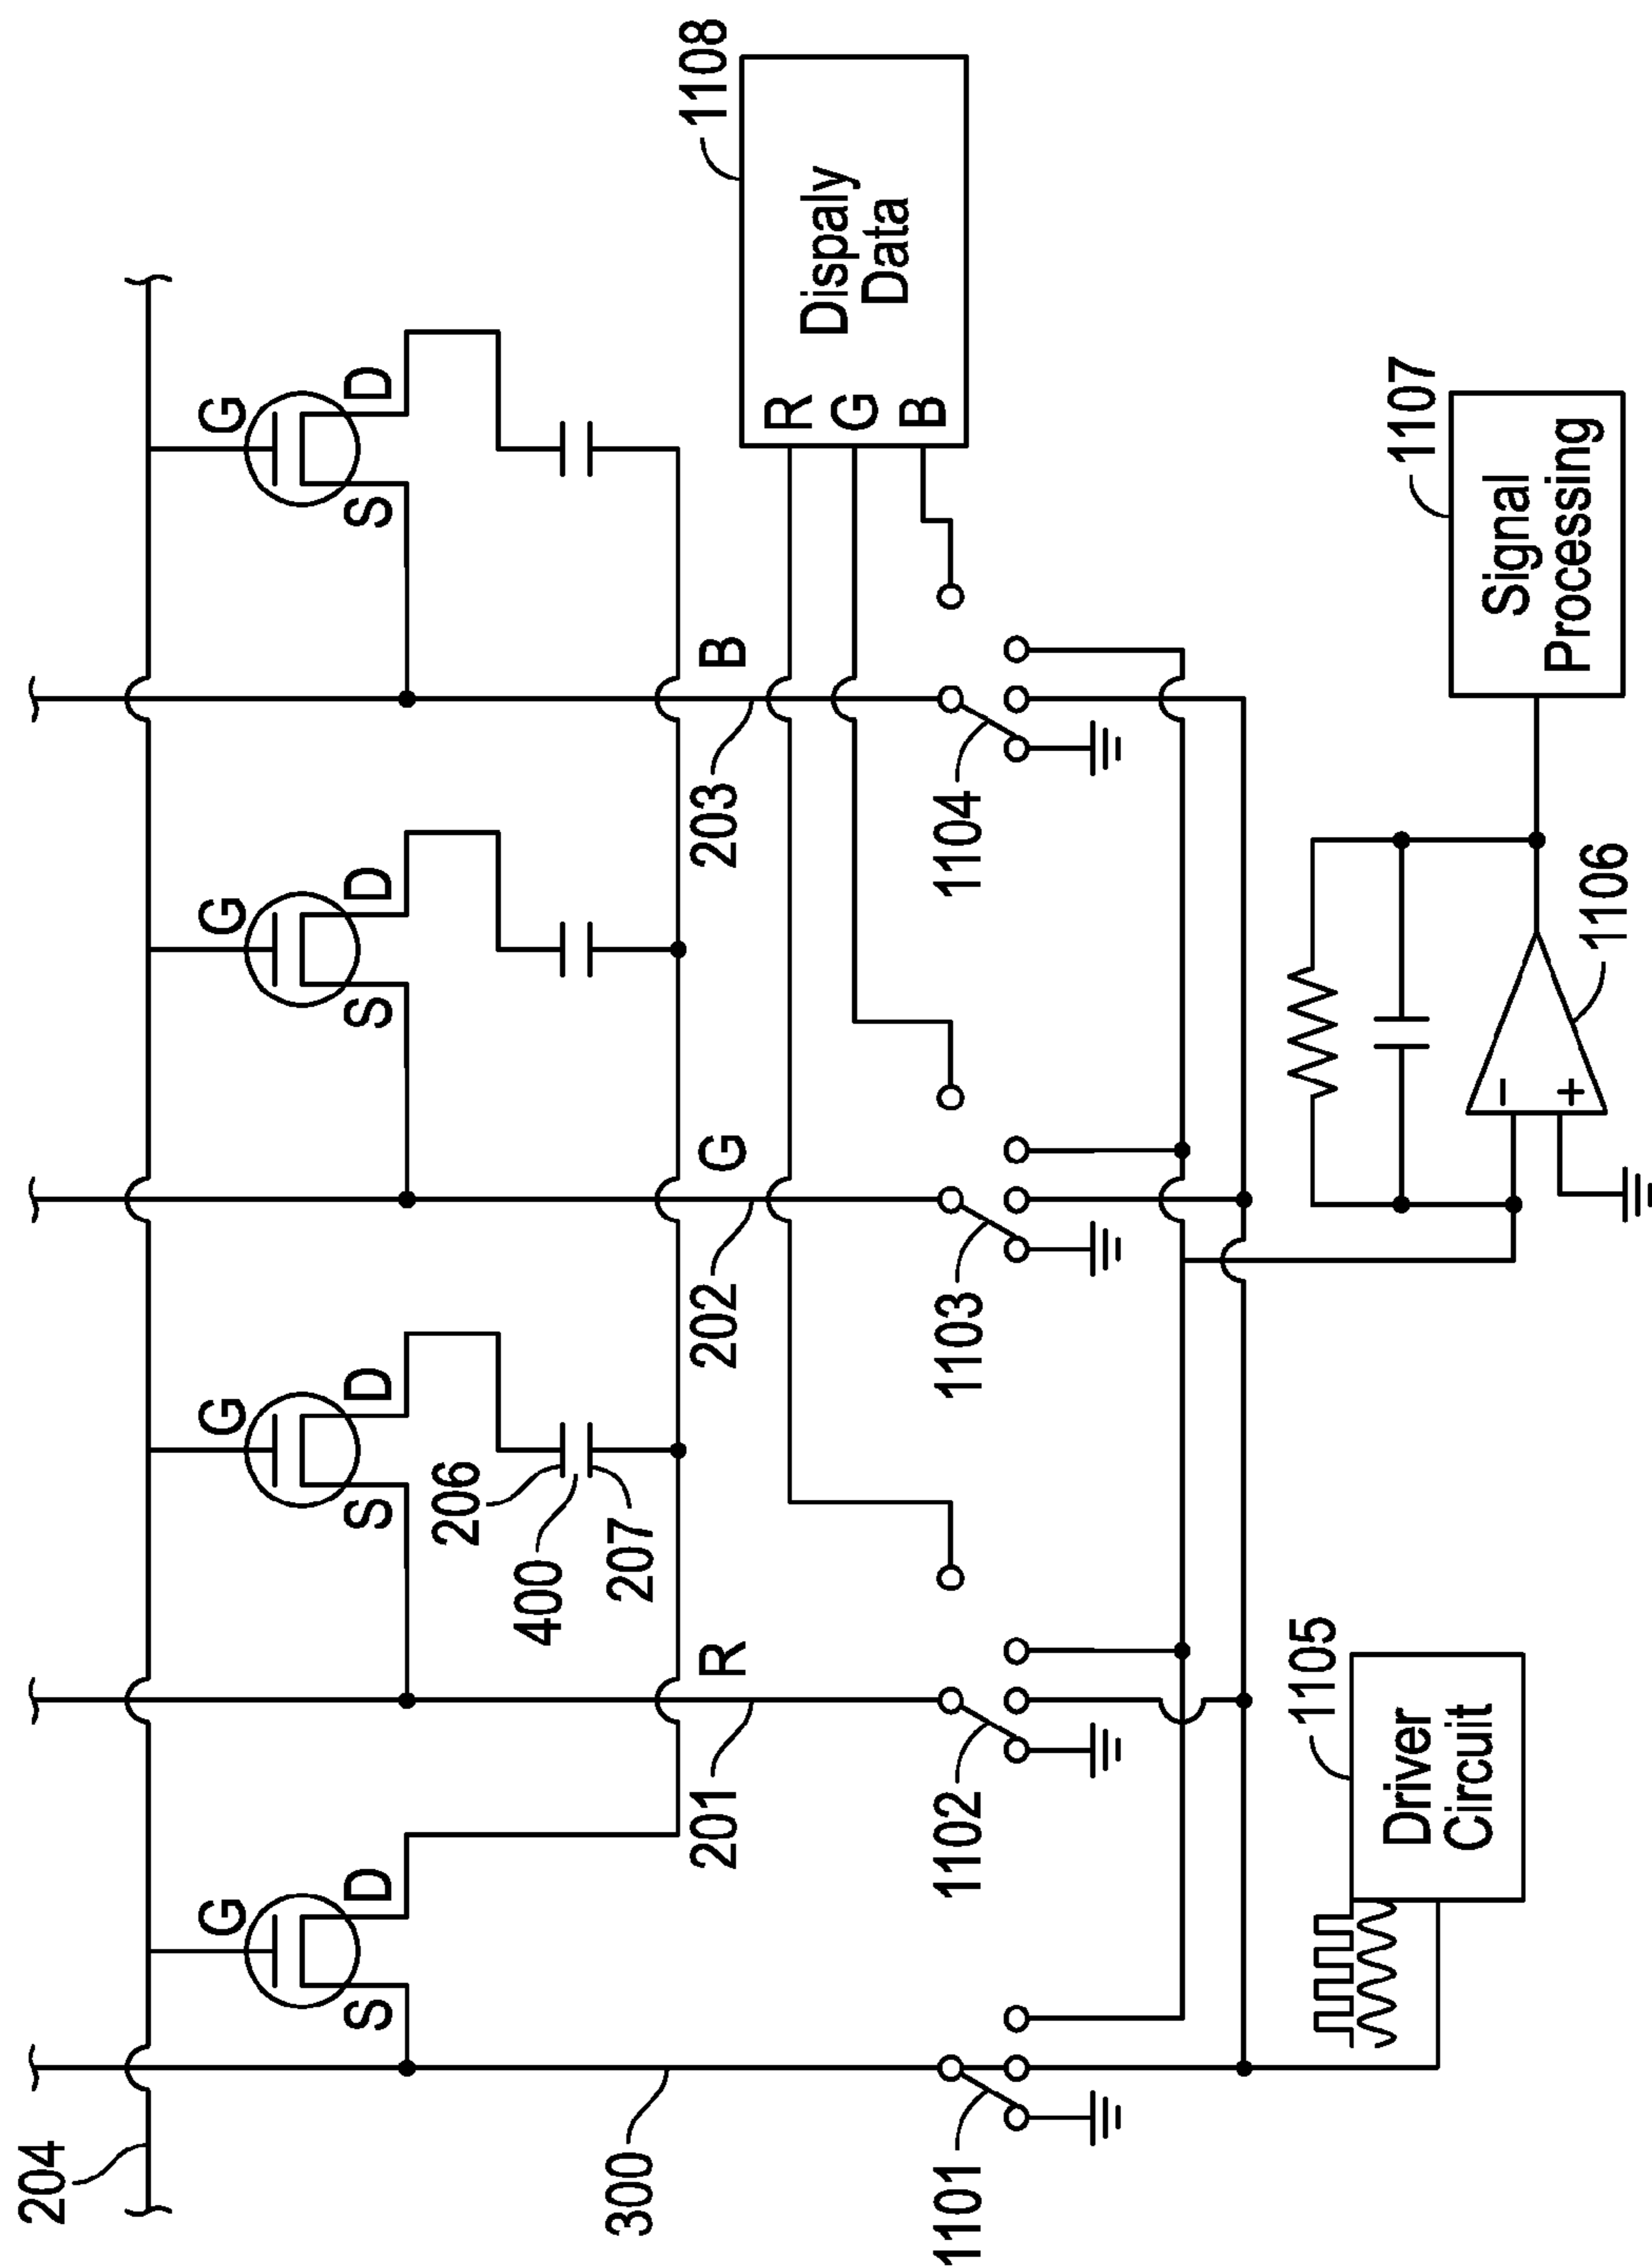 204
G G G G
S D S D S D S D
206
400
300 207
201 R 202 G 203 B 1108
R
G
B
Dispaly
Data
1101 1102 1103 1104
1105
Driver
Circuit
1107
Signal
Processing
−
+
1106